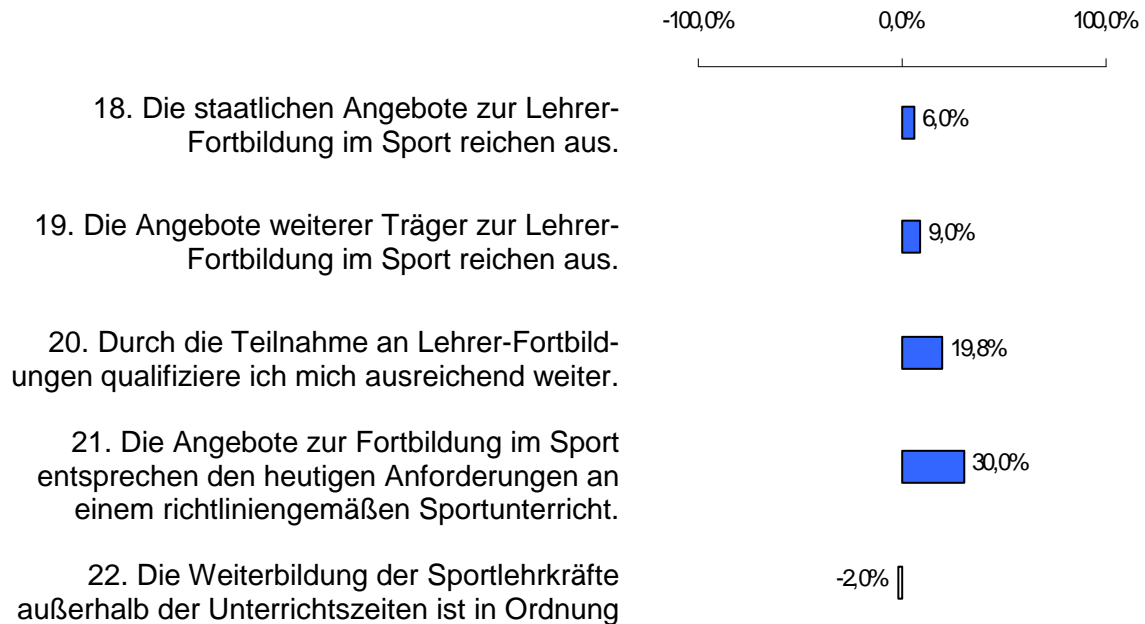 -100,0% 0,0% 100,0%
18. Die staatlichen Angebote zur Lehrer-
Fortbildung im Sport reichen aus.
6,0%
19. Die Angebote weiterer Träger zur Lehrer-
Fortbildung im Sport reichen aus.
9,0%
20. Durch die Teilnahme an Lehrer-Fortbild-
ungen qualifiziere ich mich ausreichend weiter.
19,8%
21. Die Angebote zur Fortbildung im Sport
entsprechen den heutigen Anforderungen an
einem richtliniengemäßen Sportunterricht.
30,0%
22. Die Weiterbildung der Sportlehrkräfte
außerhalb der Unterrichtszeiten ist in Ordnung
-2,0%